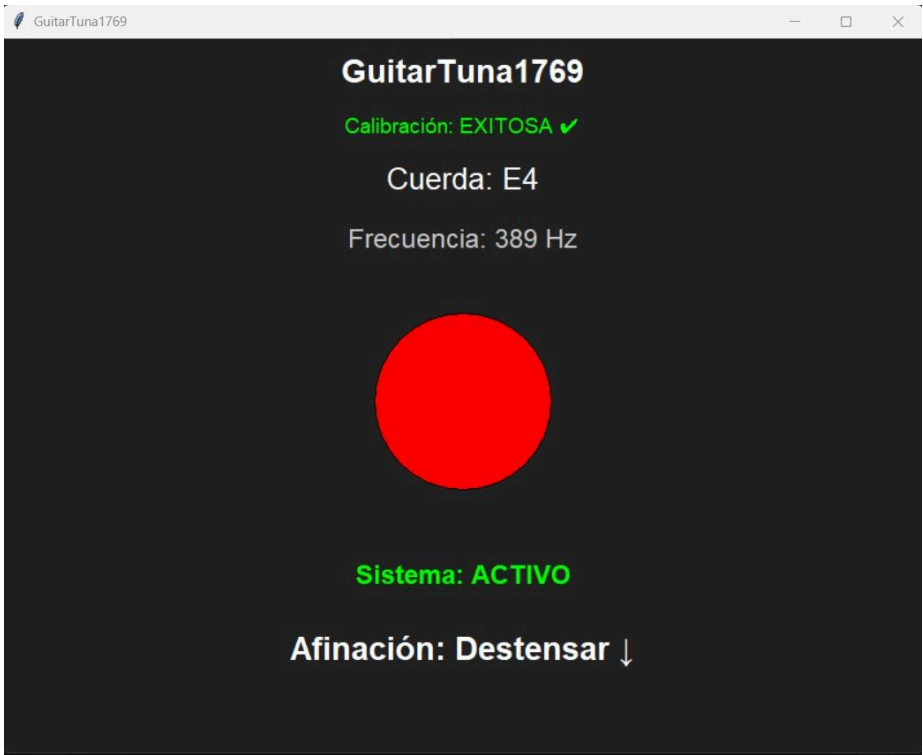 GuitarTuna1769
GuitarTuna1769
Calibración: EXITOSA ✔
Cuerda: E4
Frecuencia: 389 Hz
Sistema: ACTIVO
Afinación: Destensar ↓